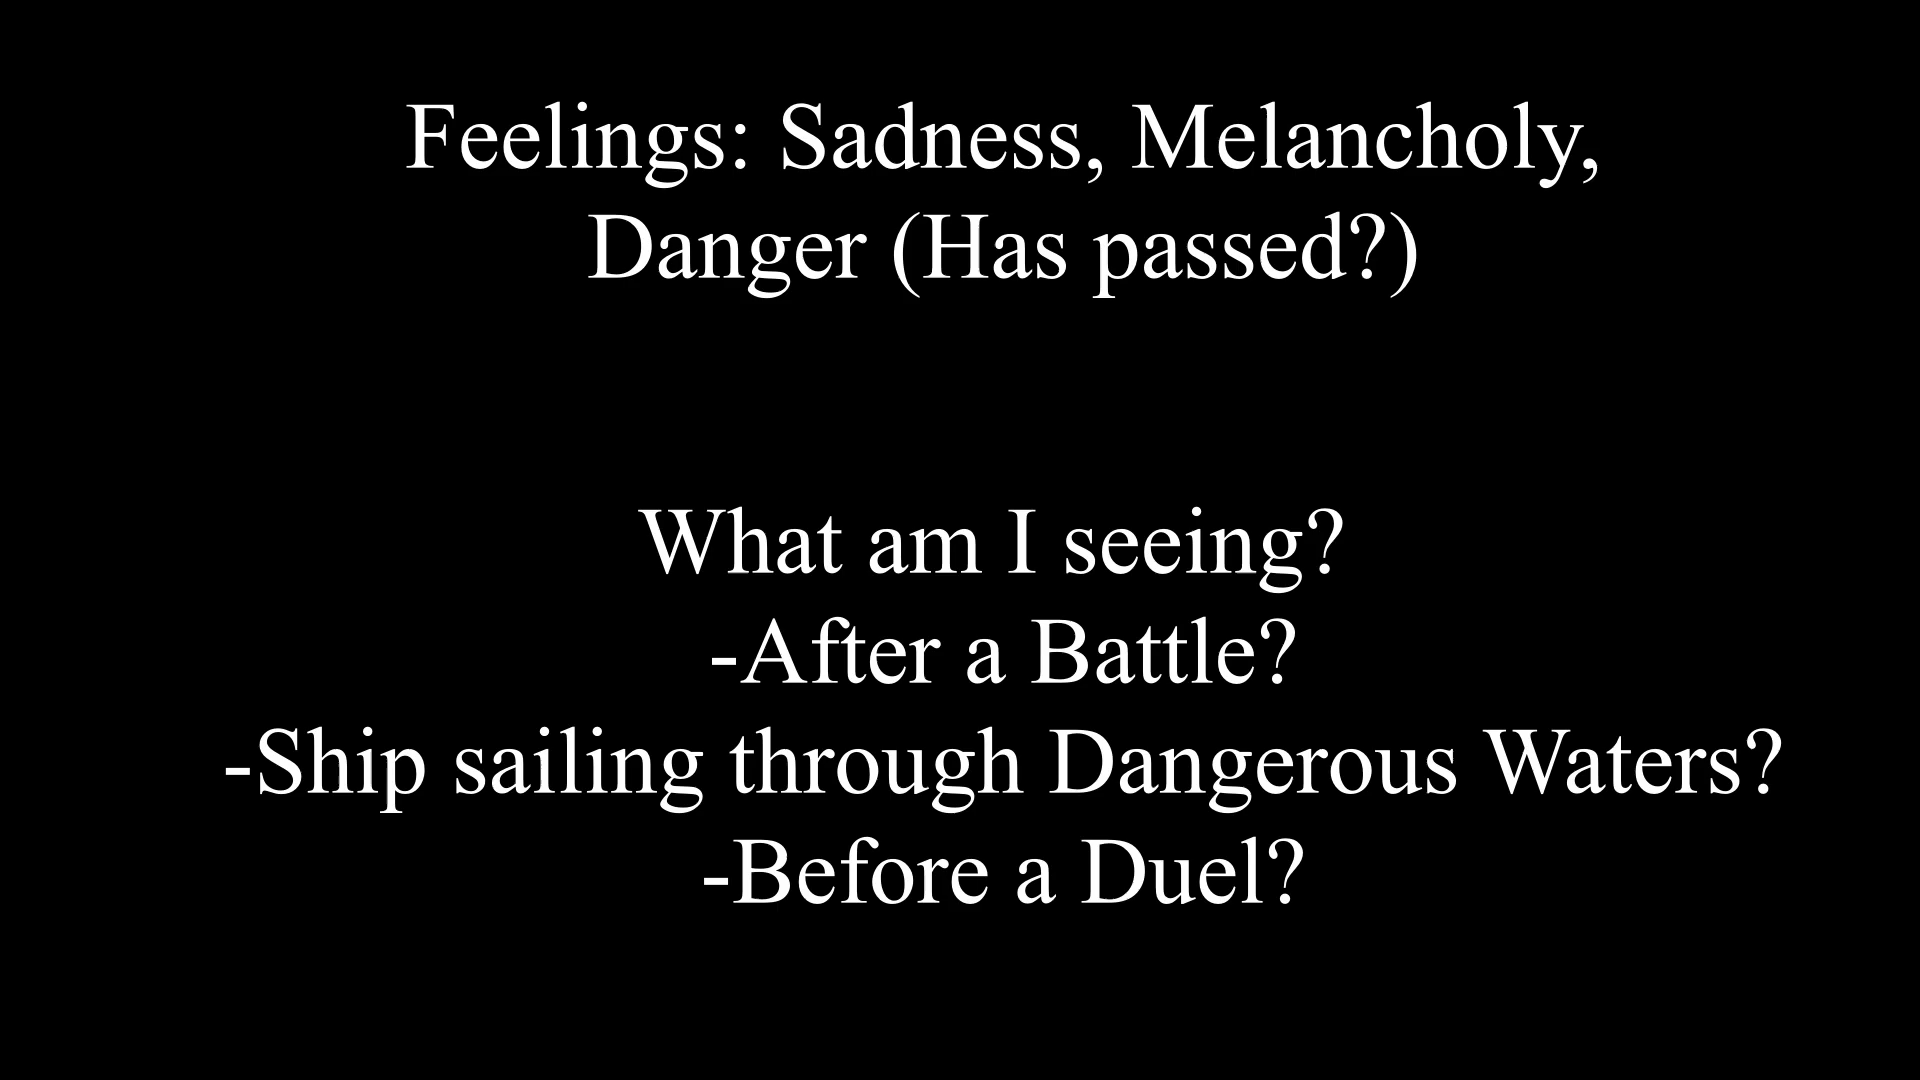 Feelings: Sadness, Melancholy,
Danger (Has passed?)
What am I seeing?
-After a Battle?
-Ship sailing through Dangerous Waters?
-Before a Duel?